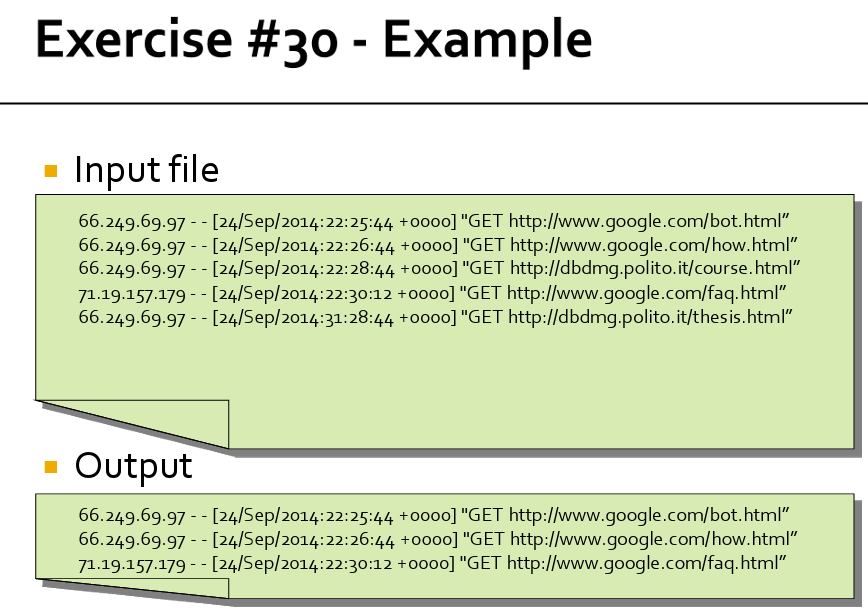 Exercise #30 - Example
Input file
66.249.69.97 - - [24/Sep/2014:22:25:44 +0000] "GET http://www.google.com/bot.html”
66.249.69.97 - - [24/Sep/2014:22:26:44 +0000] "GET http://www.google.com/how.html”
66.249.69.97 - - [24/Sep/2014:22:28:44 +0000] "GET http://dbdmg.polito.it/course.html”
71.19.157.179 - - [24/Sep/2014:22:30:12 +0000] "GET http://www.google.com/faq.html”
66.249.69.97 - - [24/Sep/2014:31:28:44 +0000] "GET http://dbdmg.polito.it/thesis.html”
Output
66.249.69.97 - - [24/Sep/2014:22:25:44 +0000] "GET http://www.google.com/bot.html”
66.249.69.97 - - [24/Sep/2014:22:26:44 +0000] "GET http://www.google.com/how.html”
71.19.157.179 - - [24/Sep/2014:22:30:12 +0000] "GET http://www.google.com/faq.html”